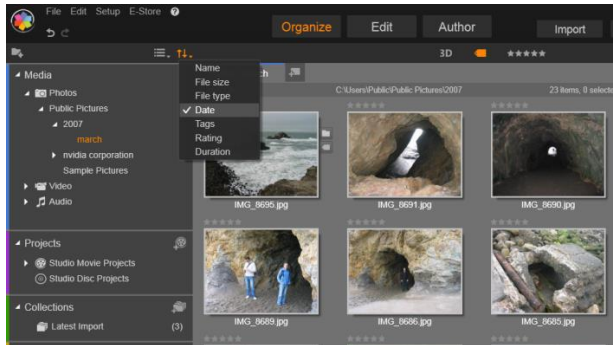 File Edit Setup E-Store ?
Organize Edit Author Import
3D
Name
File size
File type
Date
Tags
Rating
Duration
C:\Users\Public\Public Pictures\2007
23 items, 0 selecte
Media
Photos
Public Pictures
2007
march
nvidia corporation
Sample Pictures
Video
Audio
IMG_8695.jpg IMG_8691.jpg IMG_8690.jpg
Projects
Studio Movie Projects
Studio Disc Projects
Collections
Latest Import (3)
IMG_8689.jpg IMG_8686.jpg IMG_8685.jpg